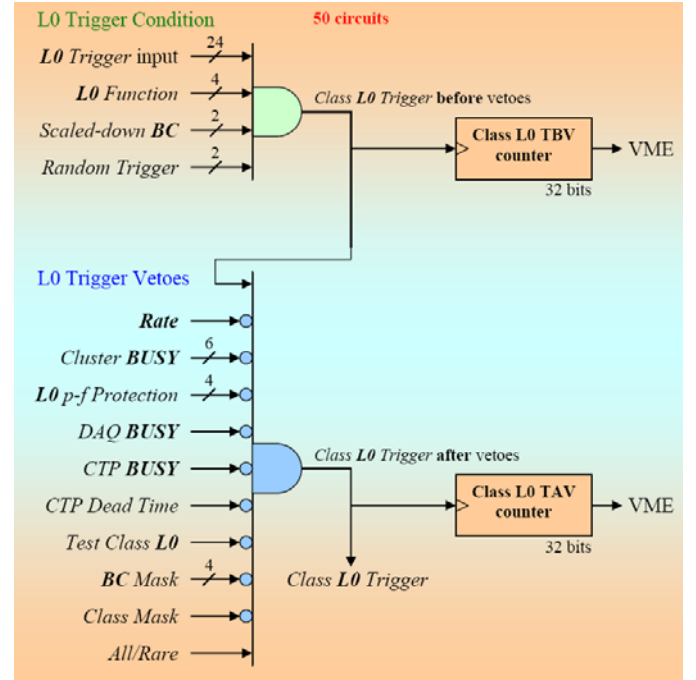 L0 Trigger Condition
50 circuits
L0 Trigger input
24
L0 Function
4
Class L0 Trigger before vetoes
Scaled-down BC
2
Random Trigger
2
Class L0 TBV
counter
VME
32 bits
L0 Trigger Vetoes
Rate
Cluster BUSY
6
L0 p-f Protection
4
DAQ BUSY
CTP BUSY
Class L0 Trigger after vetoes
CTP Dead Time
Class L0 TAV
counter
VME
32 bits
Test Class L0
BC Mask
4
Class L0 Trigger
Class Mask
All/Rare